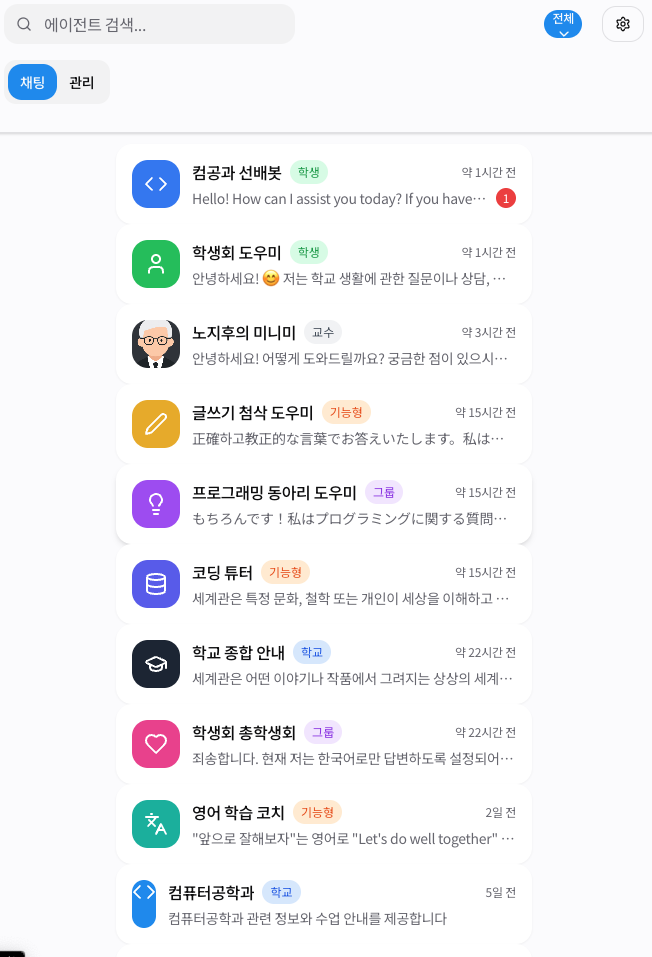 에이전트 검색...
전체
채팅
관리
컴공과 선배봇 학생 약 1시간 전
Hello! How can I assist you today? If you have… 1
학생회 도우미 학생 약 1시간 전
안녕하세요! 😊 저는 학교 생활에 관한 질문이나 상담, …
노지후의 미니미 교수 약 3시간 전
안녕하세요! 어떻게 도와드릴까요? 궁금한 점이 있으시…
글쓰기 첨삭 도우미 기능형 약 15시간 전
正確하고教正的な言葉でお答えいたします。私は…
프로그래밍 동아리 도우미 그룹 약 15시간 전
もちろんです！私はプログラミングに関する質問…
코딩 튜터 기능형 약 15시간 전
세계관은 특정 문화, 철학 또는 개인이 세상을 이해하고 …
학교 종합 안내 학교 약 22시간 전
세계관은 어떤 이야기나 작품에서 그려지는 상상의 세계…
학생회 총학생회 그룹 약 22시간 전
죄송합니다. 현재 저는 한국어로만 답변하도록 설정되어…
영어 학습 코치 기능형 2일 전
"앞으로 잘해보자"는 영어로 "Let's do well together" …
컴퓨터공학과 학교 5일 전
컴퓨터공학과 관련 정보와 수업 안내를 제공합니다